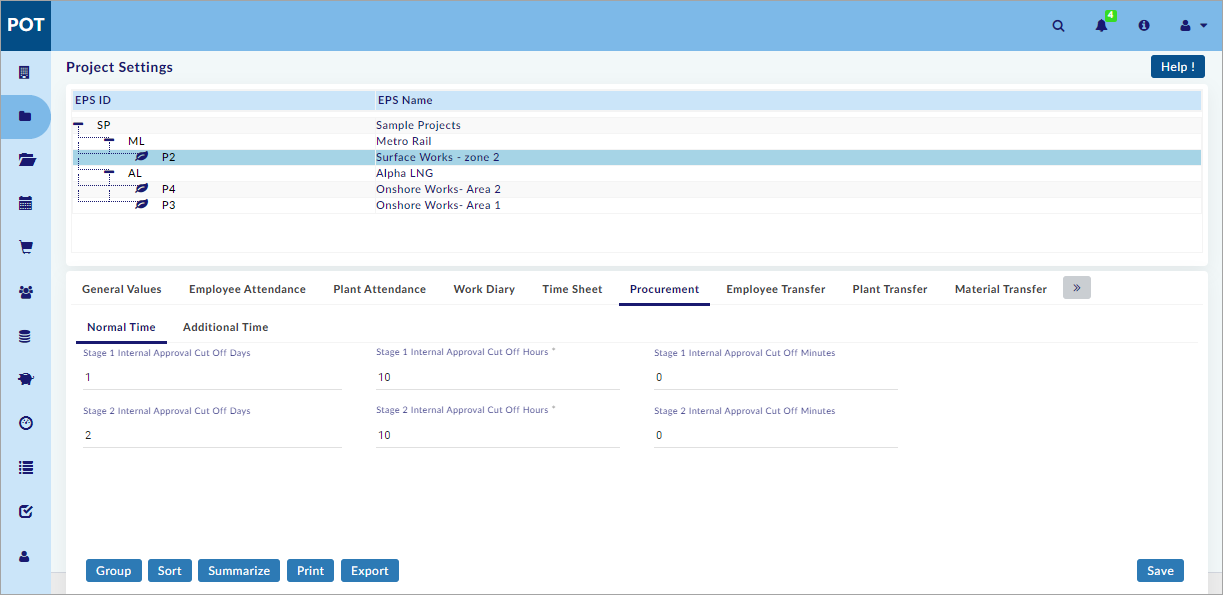 POT
4
Project Settings
Help !
EPS ID EPS Name
SP Sample Projects
ML Metro Rail
P2 Surface Works - zone 2
AL Alpha LNG
P4 Onshore Works- Area 2
P3 Onshore Works- Area 1
General Values Employee Attendance Plant Attendance Work Diary Time Sheet Procurement Employee Transfer Plant Transfer Material Transfer »
Normal Time Additional Time
Stage 1 Internal Approval Cut Off Days Stage 1 Internal Approval Cut Off Hours * Stage 1 Internal Approval Cut Off Minutes
1 10 0
Stage 2 Internal Approval Cut Off Days Stage 2 Internal Approval Cut Off Hours * Stage 2 Internal Approval Cut Off Minutes
2 10 0
Group Sort Summarize Print Export Save